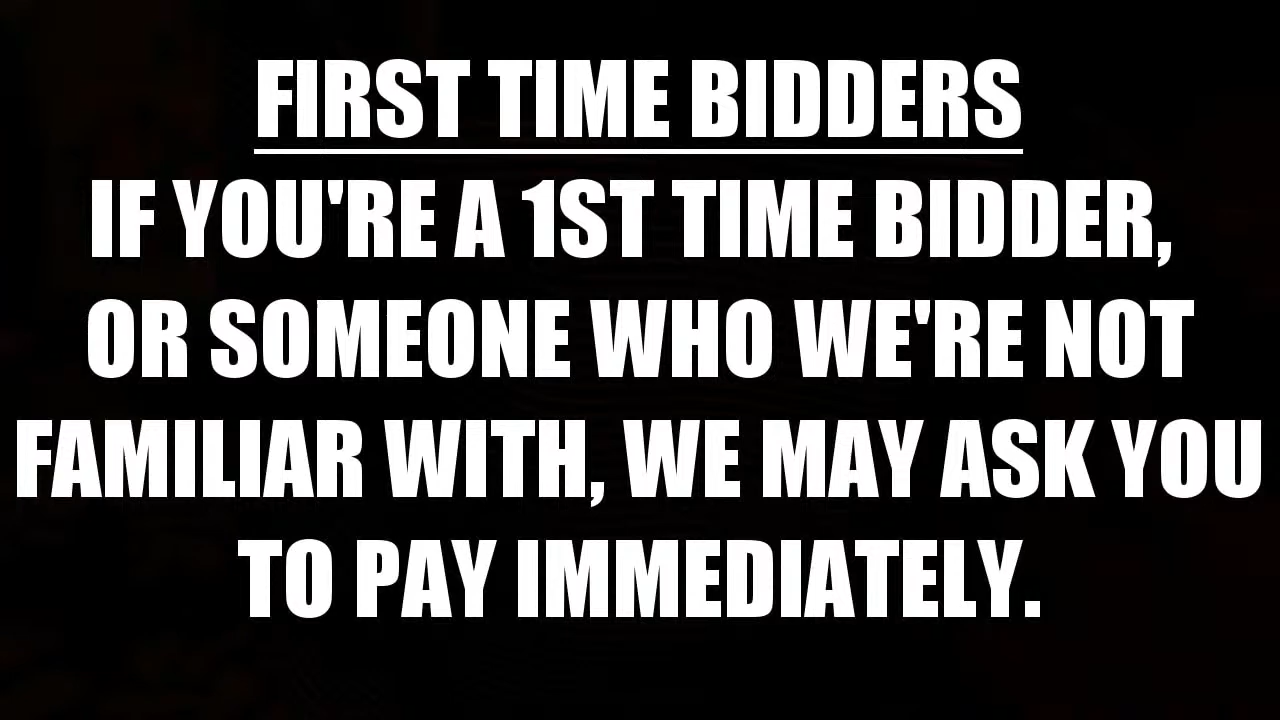 FIRST TIME BIDDERS
IF YOU'RE A 1ST TIME BIDDER,
OR SOMEONE WHO WE'RE NOT
FAMILIAR WITH, WE MAY ASK YOU
TO PAY IMMEDIATELY.